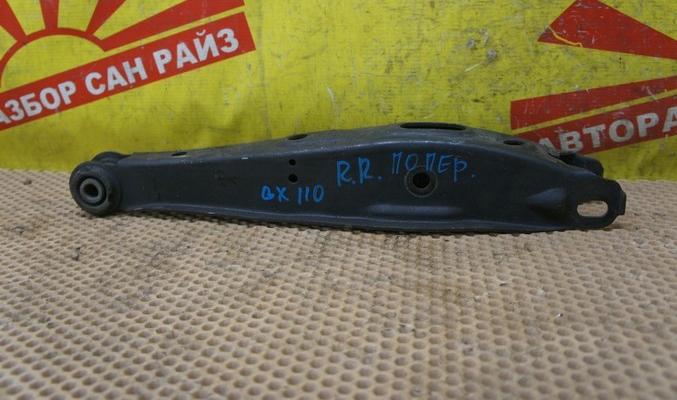 АЗБОР САН РАЙЗ
АВТОРА
GX 110
R.R. ПОПЕР.